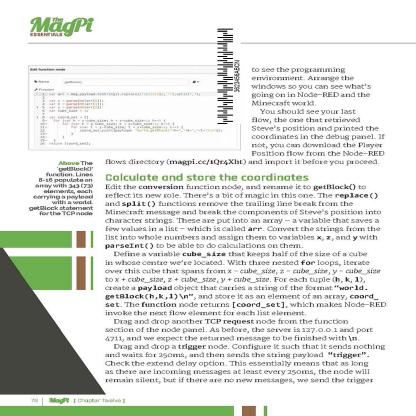 The
MagPi
ESSENTIALS
to see the programming
environment. Arrange the
windows so you can see what's
going on in Node-RED and the
Minecraft world.
You should see your last
flow, the one that retrieved
Steve's position and printed the
coordinates in the debug panel. If
not, you can download the Player
Position flow from the Node-RED
flows directory (magpi.cc/1Qr4Xht) and import it before you proceed.
Above The
'getBlock()'
function. Lines
8-16 populate an
array with 343 (7³)
elements, each
carrying a payload
with a world.
getBlock statement
for the TCP node
Calculate and store the coordinates
Edit the conversion function node, and rename it to getBlock() to
reflect its new role. There's a bit of magic in this one. The replace()
and split() functions remove the trailing line break from the
Minecraft message and break the components of Steve's position into
character strings. These are put into an array – a variable that saves a
few values in a list – which is called arr. Convert the strings from the
list into whole numbers and assign them to variables x, z, and y with
parseInt() to be able to do calculations on them.
Define a variable cube_size that keeps half of the size of a cube
in whose centre we're located. With three nested for loops, iterate
over this cube that spans from x – cube_size, z – cube_size, y – cube_size
to x + cube_size, z + cube_size, y + cube_size. For each tuple (h, k, l),
create a payload object that carries a string of the format "world.
getBlock(h,k,l)\n", and store it as an element of an array, coord_
set. The function node returns [coord_set], which makes Node-RED
invoke the next flow element for each list element.
Drag and drop another TCP request node from the function
section of the node panel. As before, the server is 127.0.0.1 and port
4711, and we expect the returned message to be finished with \n.
Drag and drop a trigger node. Configure it such that it sends nothing
and waits for 250ms, and then sends the string payload "trigger".
Check the extend delay option. This essentially means that as long
as there are incoming messages at least every 250ms, the node will
remain silent, but if there are no new messages, we send the trigger
78 [ Chapter Twelve ]